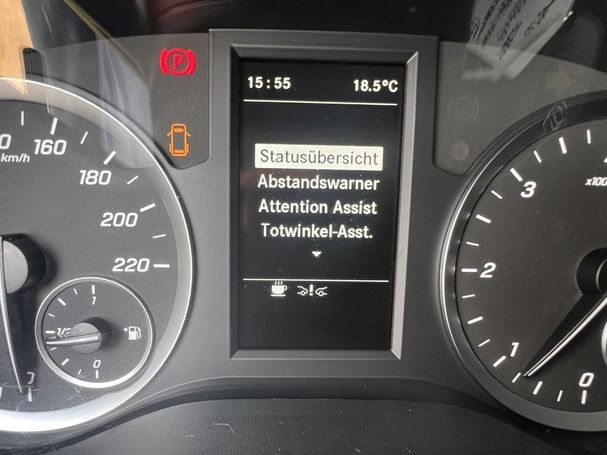 15:55 18.5°C
Statusübersicht
Abstandswarner
Attention Assist
Totwinkel-Asst.
P
160
km/h
180
200
220
1
1/2
0
0
3
2
1
0